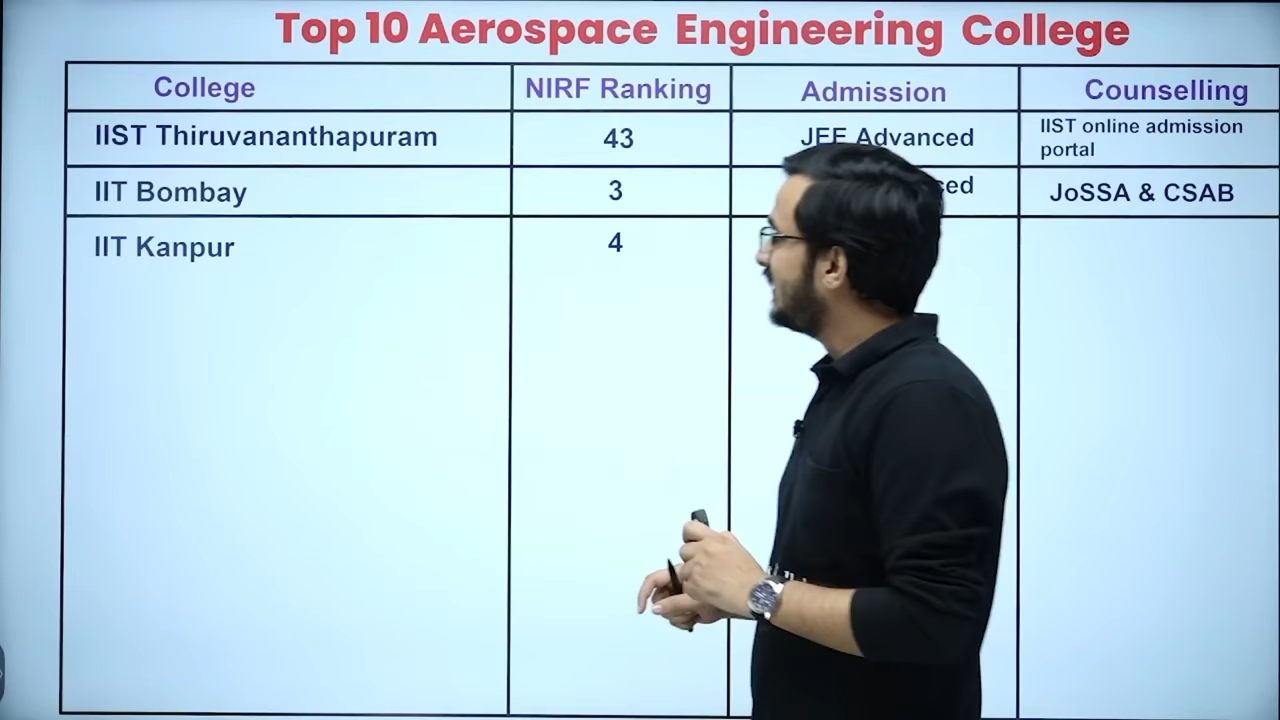 Top 10 Aerospace Engineering College
College NIRF Ranking Admission Counselling
IIST Thiruvananthapuram 43 JEE Advanced IIST online admission
portal
IIT Bombay 3 JoSSA & CSAB
IIT Kanpur 4